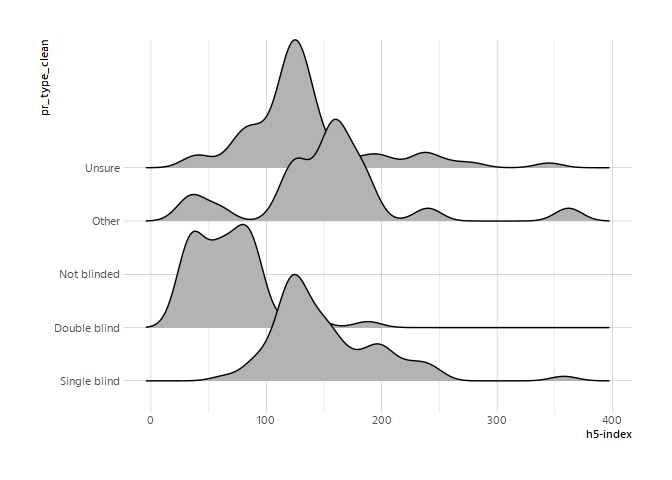 pr_type_clean
Unsure
Other
Not blinded
Double blind
Single blind
0 100 200 300 400
h5-index